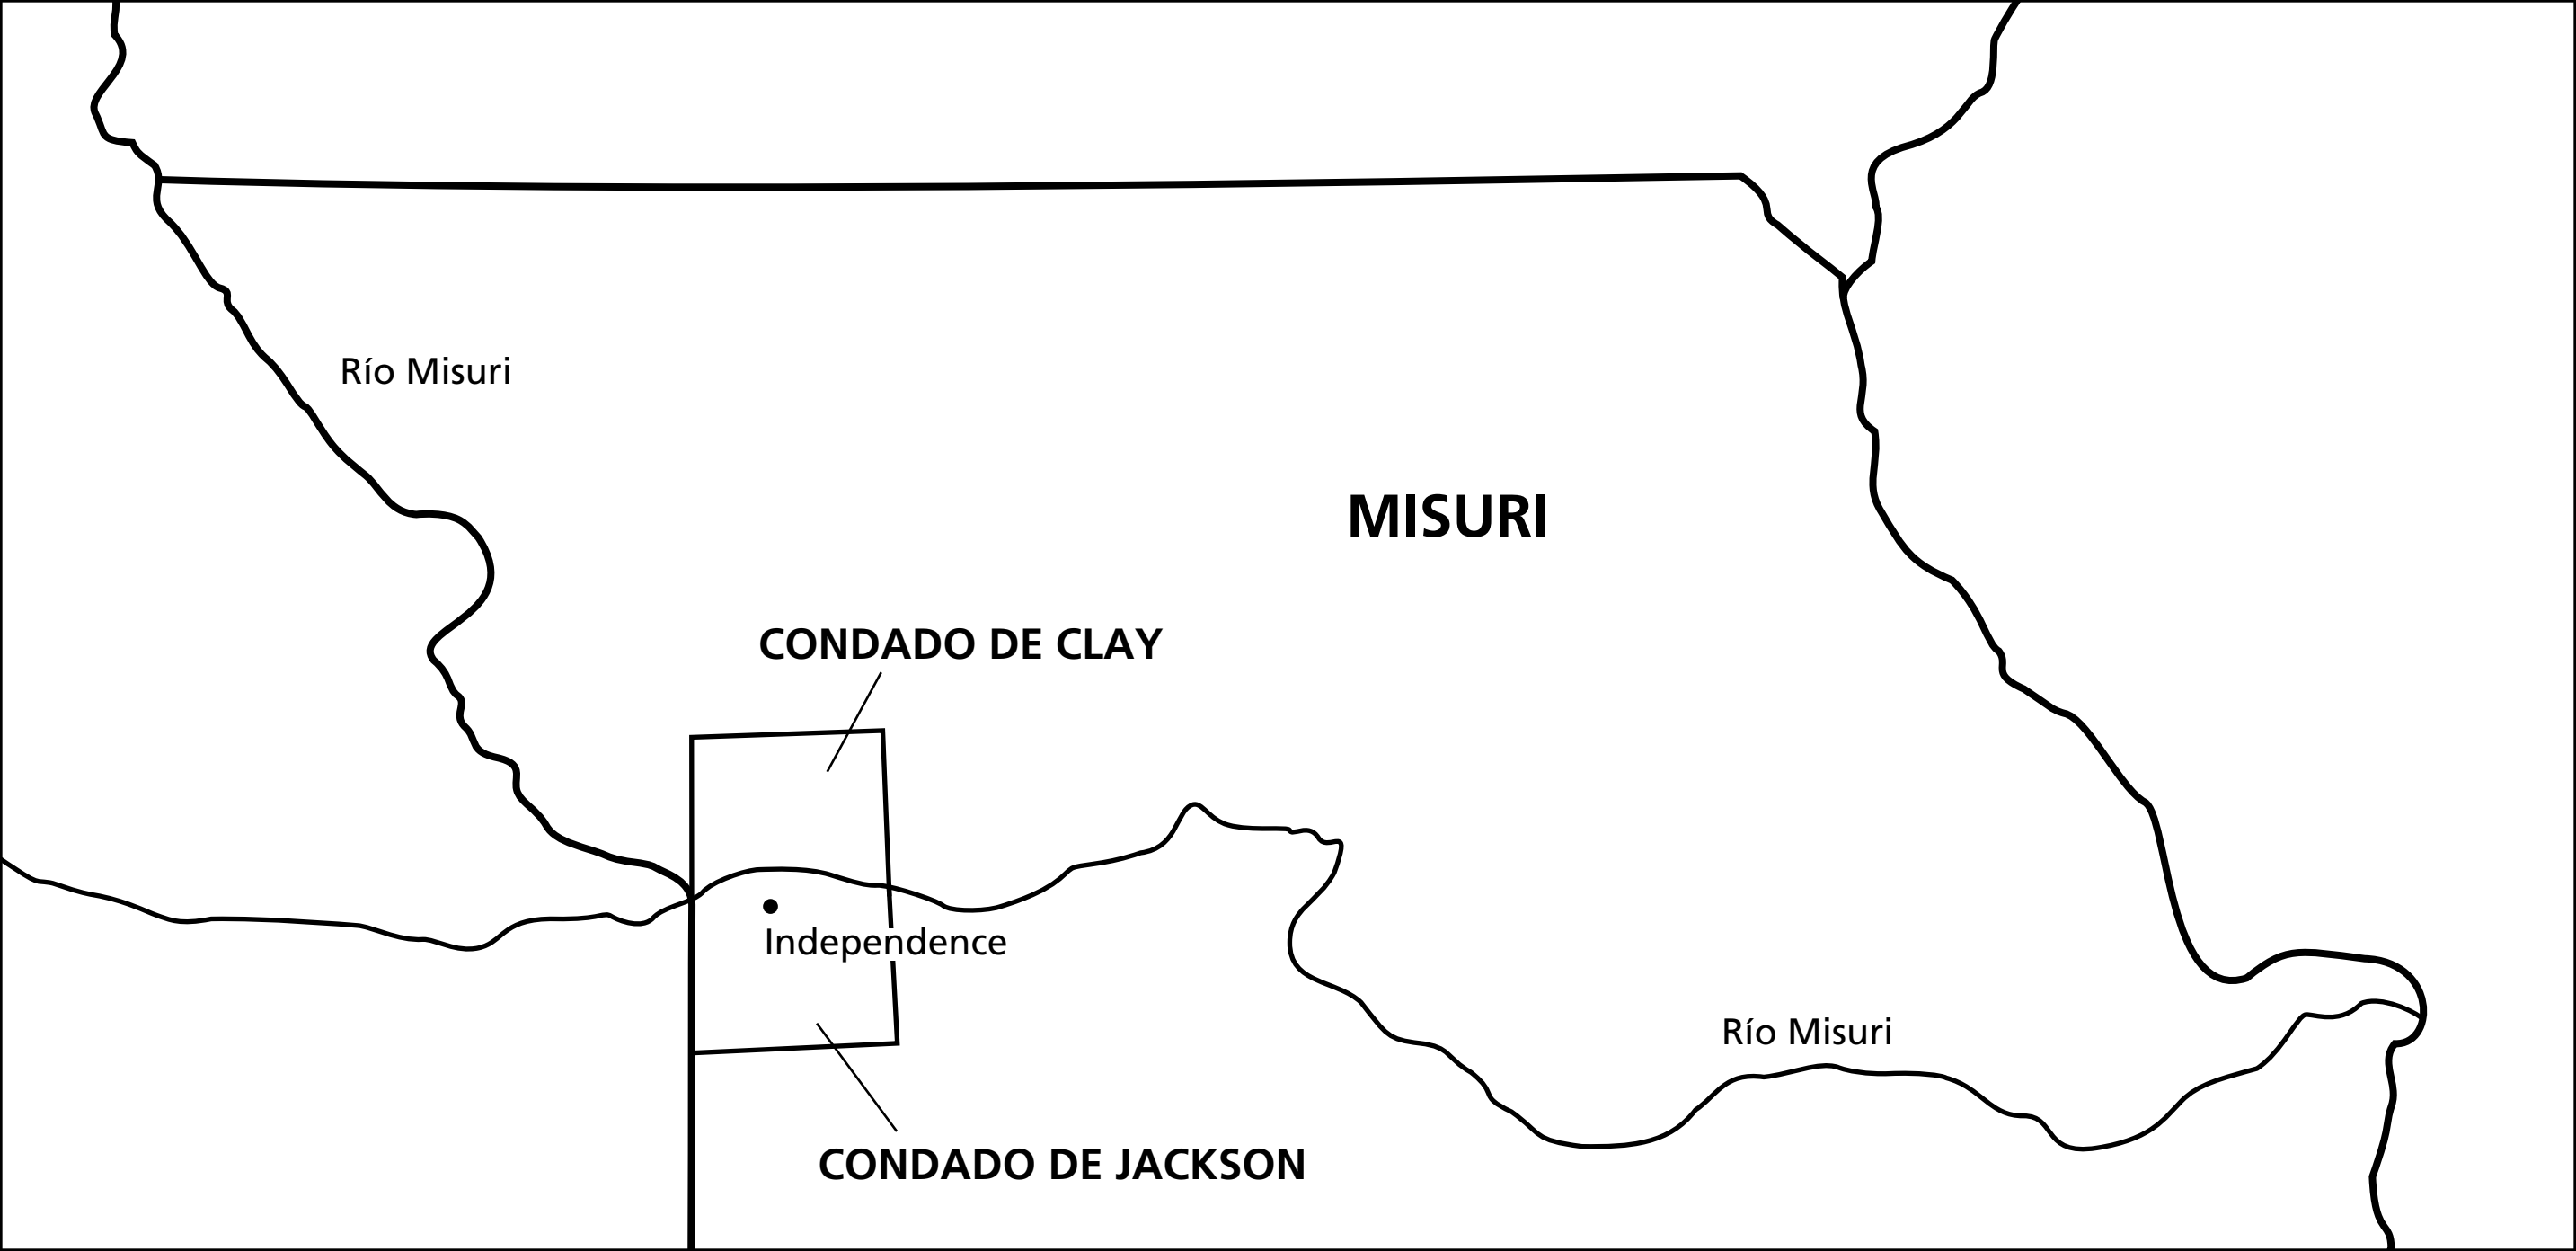 Río Misuri
MISURI
CONDADO DE CLAY
Independence
Río Misuri
CONDADO DE JACKSON